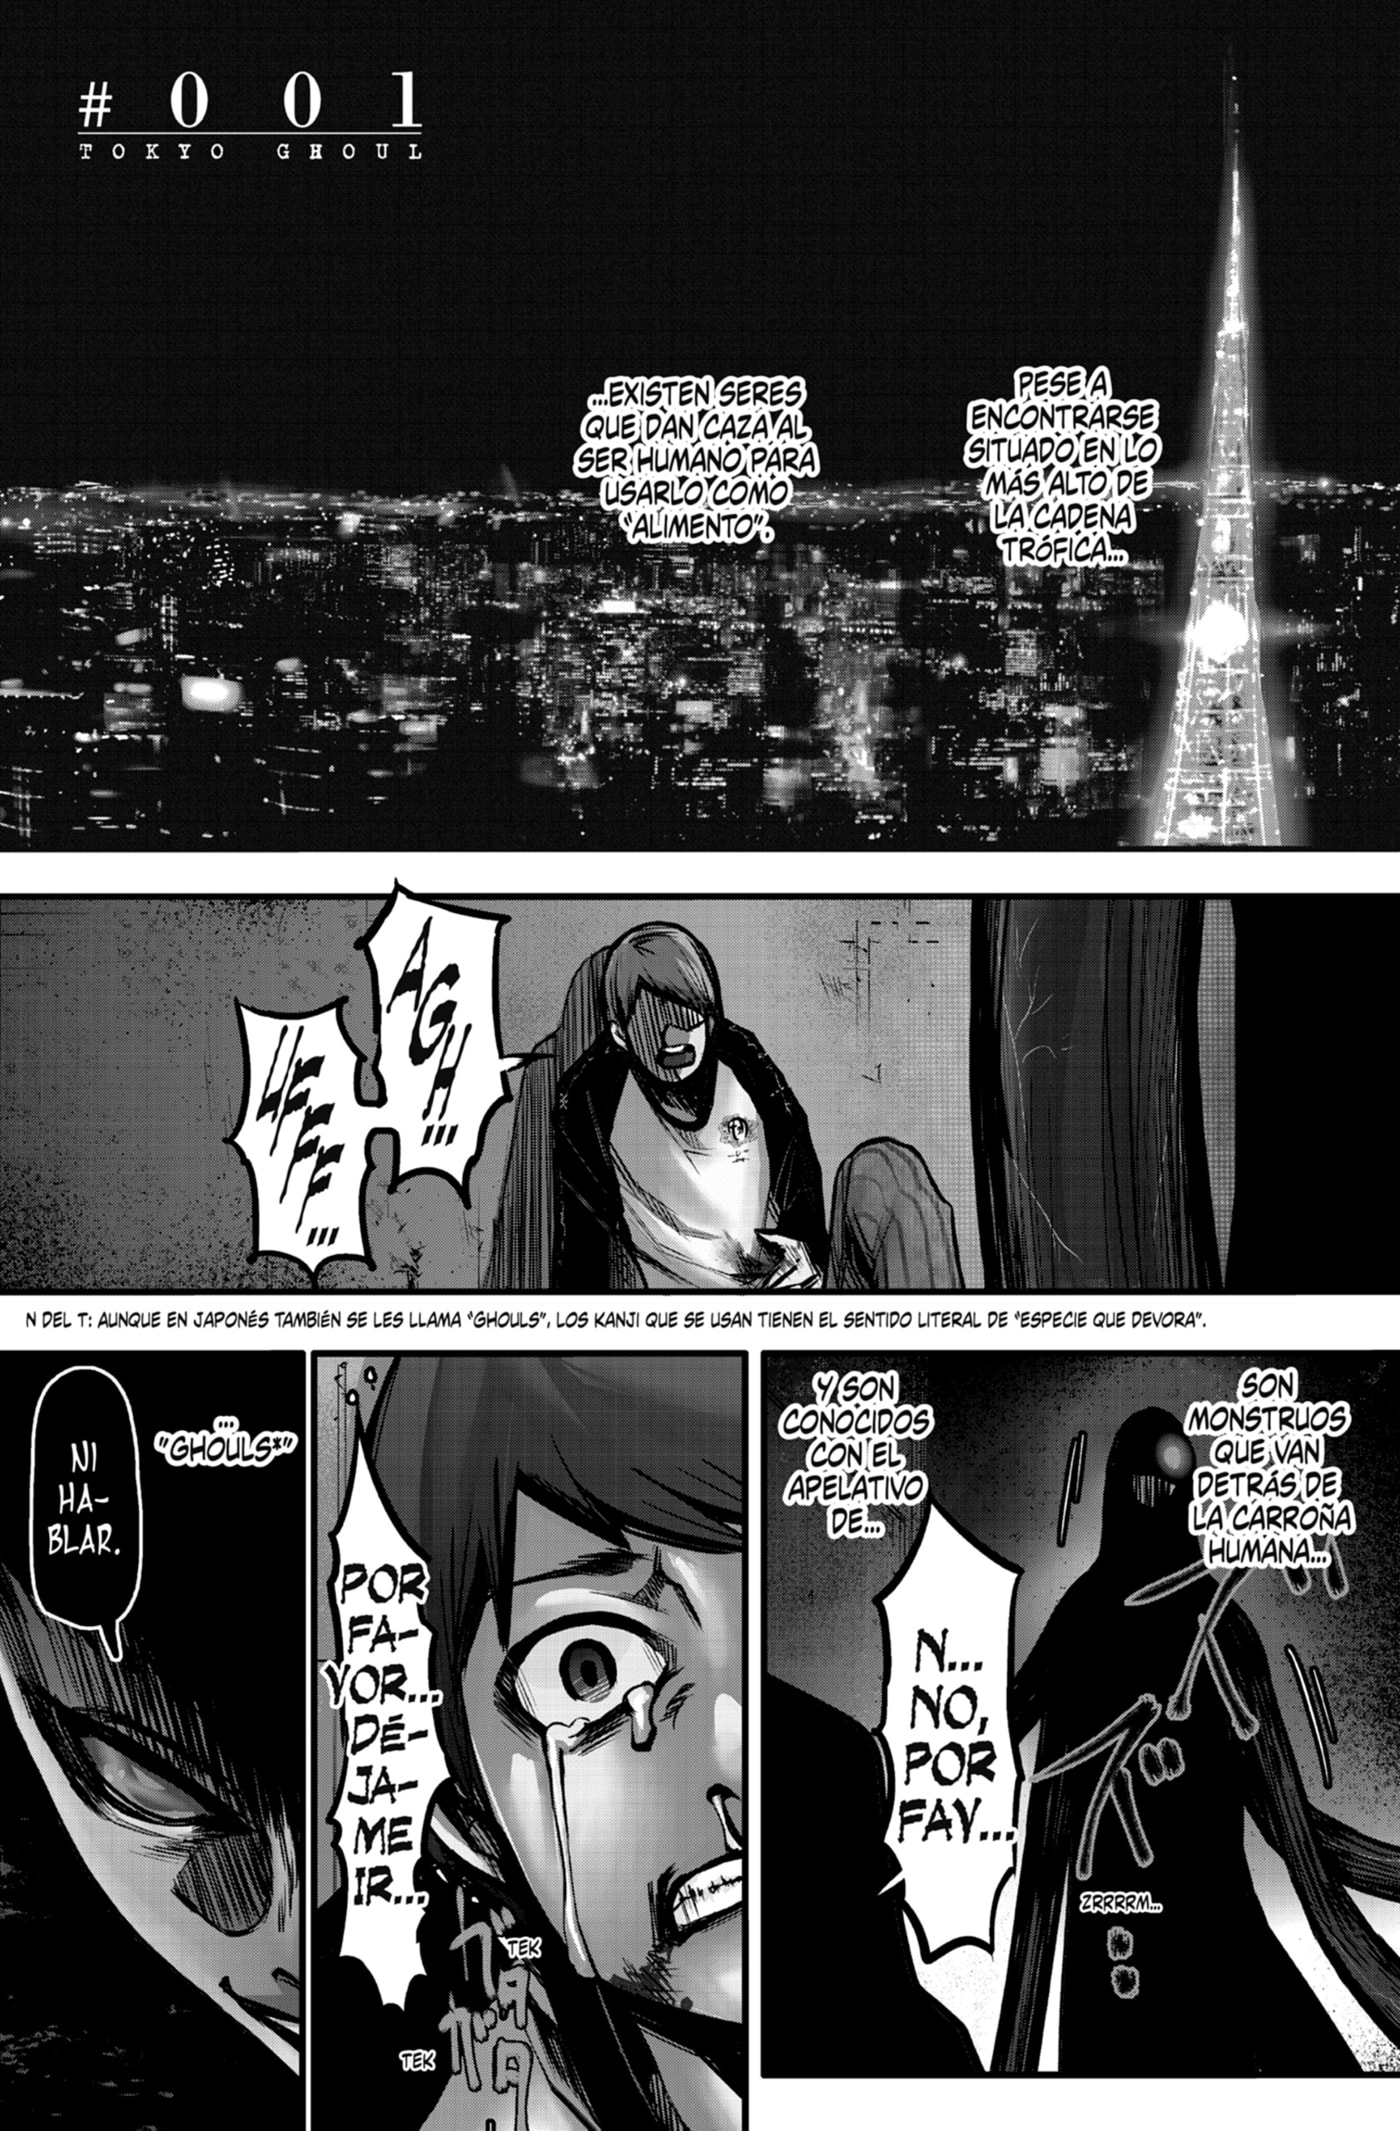 #001
TOKYO GHOUL
PESE A
ENCONTRARSE
SITUADO EN LO
MÁS ALTO DE
LA CADENA
TRÓFICA...
...EXISTEN SERES
QUE DAN CAZA AL
SER HUMANO PARA
USARLO COMO
"ALIMENTO".
AGH...
UFFFF...
N DEL T: AUNQUE EN JAPONÉS TAMBIÉN SE LES LLAMA "GHOULS", LOS KANJI QUE SE USAN TIENEN EL SENTIDO LITERAL DE "ESPECIE QUE DEVORA".
SON
MONSTRUOS
QUE VAN
DETRÁS DE
LA CARROÑA
HUMANA...
Y SON
CONOCIDOS
CON EL
APELATIVO
DE...
N...
NO,
POR
FAV...
ZRRRRM...
POR
FA-
VOR...
DÉ-
JA-
ME
IR...
TEK
TEK
...
"GHOULS*"
NI
HA-
BLAR.